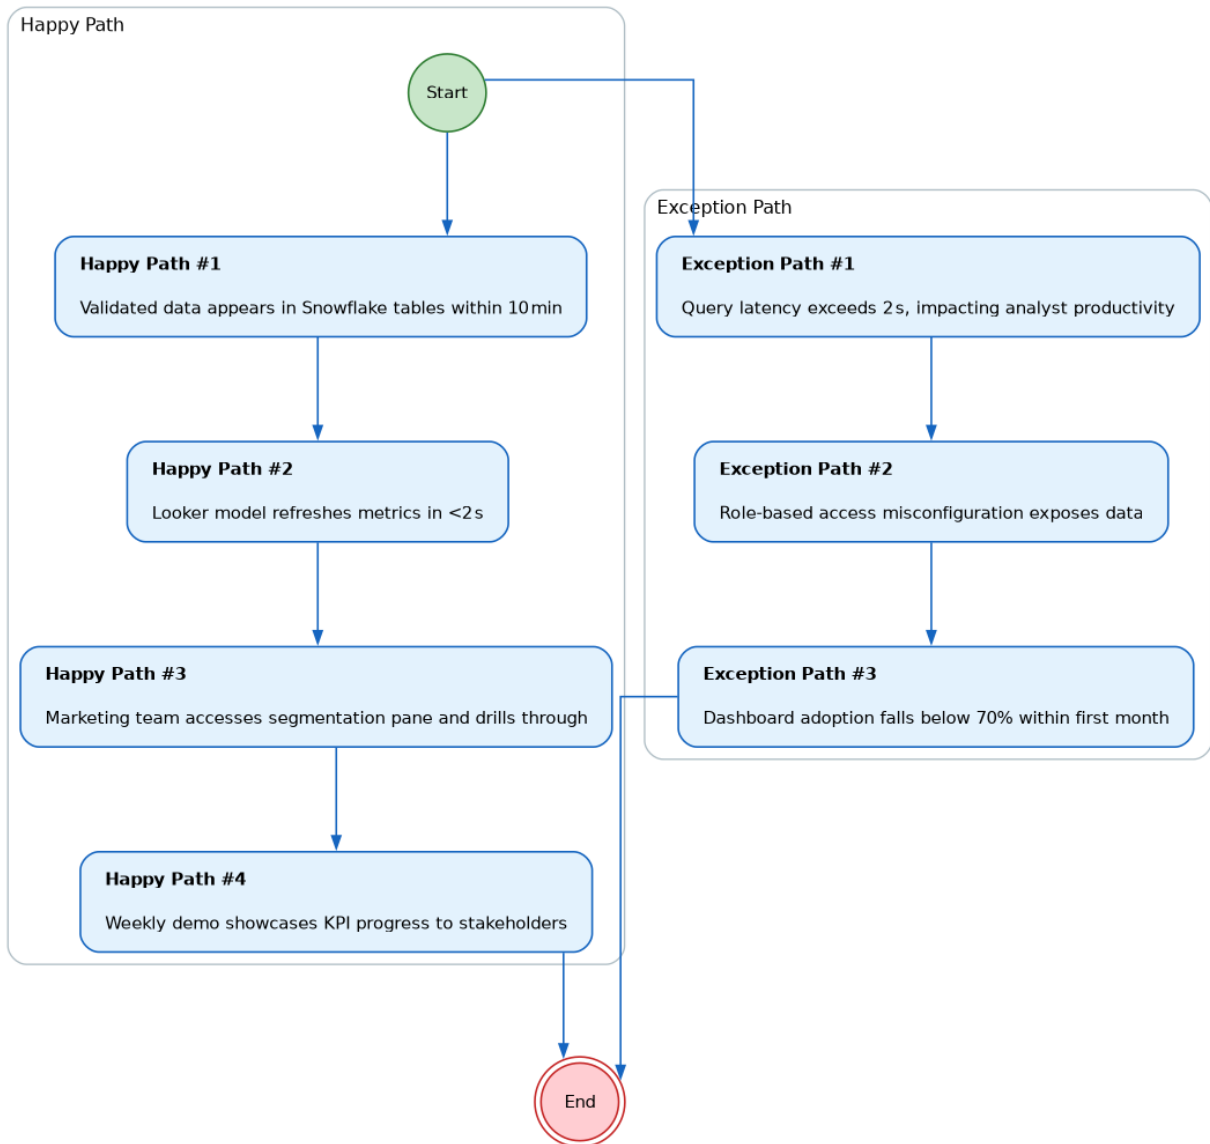 Happy Path
Start
Exception Path
Happy Path #1
Validated data appears in Snowflake tables within 10 min
Exception Path #1
Query latency exceeds 2 s, impacting analyst productivity
Happy Path #2
Looker model refreshes metrics in <2 s
Exception Path #2
Role-based access misconfiguration exposes data
Happy Path #3
Marketing team accesses segmentation pane and drills through
Exception Path #3
Dashboard adoption falls below 70% within first month
Happy Path #4
Weekly demo showcases KPI progress to stakeholders
End